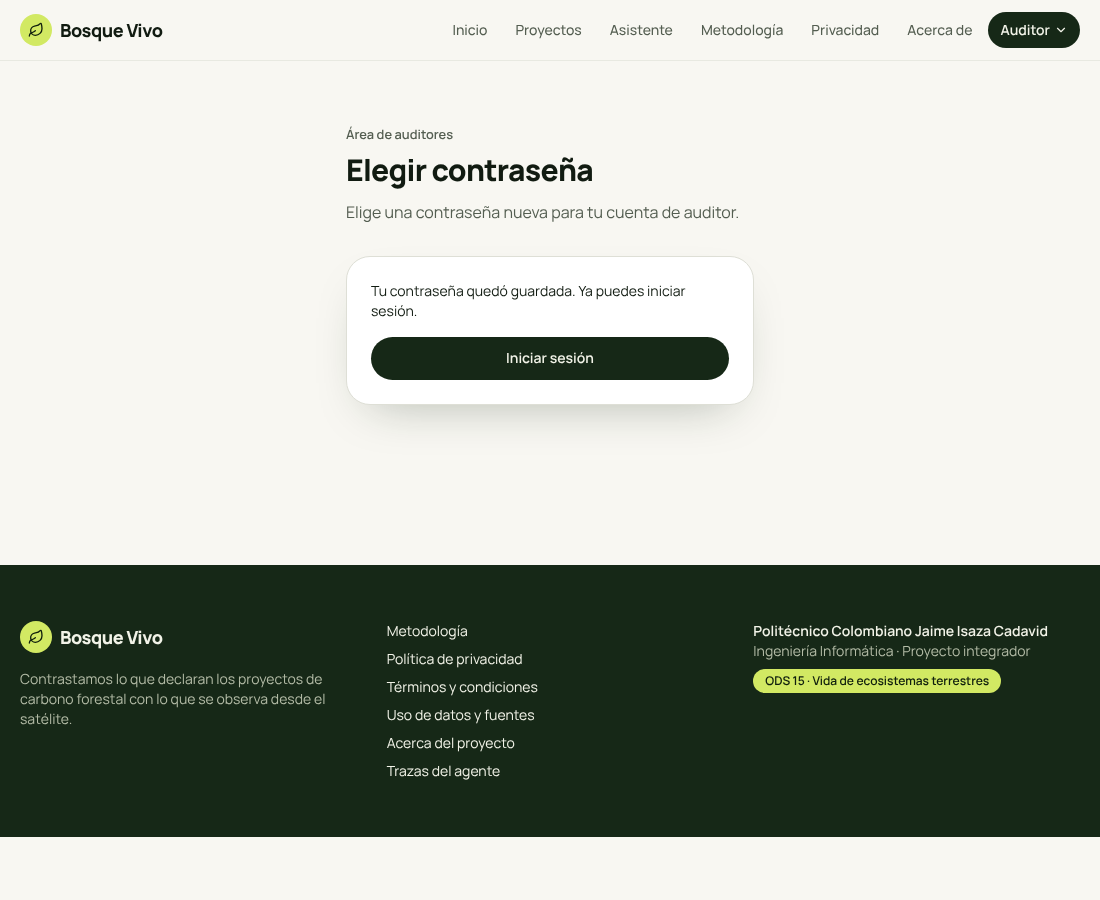 Bosque Vivo
Inicio Proyectos Asistente Metodología Privacidad Acerca de Auditor
Área de auditores
Elegir contraseña
Elige una contraseña nueva para tu cuenta de auditor.
Tu contraseña quedó guardada. Ya puedes iniciar
sesión.
Iniciar sesión
Bosque Vivo
Contrastamos lo que declaran los proyectos de
carbono forestal con lo que se observa desde el
satélite.
Metodología
Política de privacidad
Términos y condiciones
Uso de datos y fuentes
Acerca del proyecto
Trazas del agente
Politécnico Colombiano Jaime Isaza Cadavid
Ingeniería Informática · Proyecto integrador
ODS 15 · Vida de ecosistemas terrestres